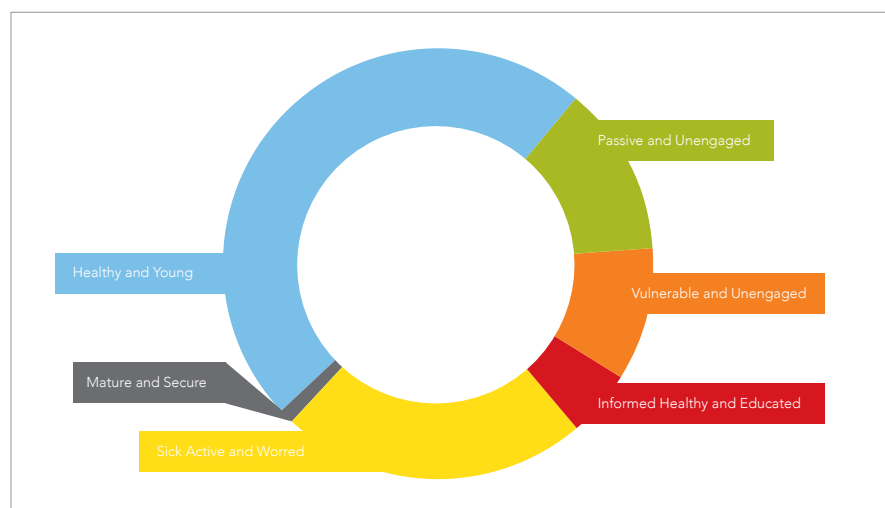 Passive and Unengaged
Healthy and Young
Vulnerable and Unengaged
Mature and Secure
Informed Healthy and Educated
Sick Active and Worred